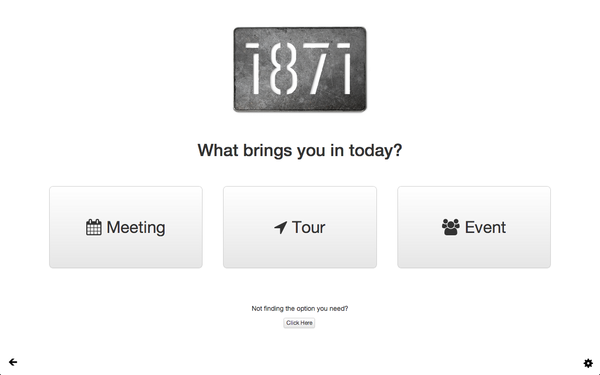 1871
What brings you in today?
Meeting
Tour
Event
Not finding the option you need?
Click Here